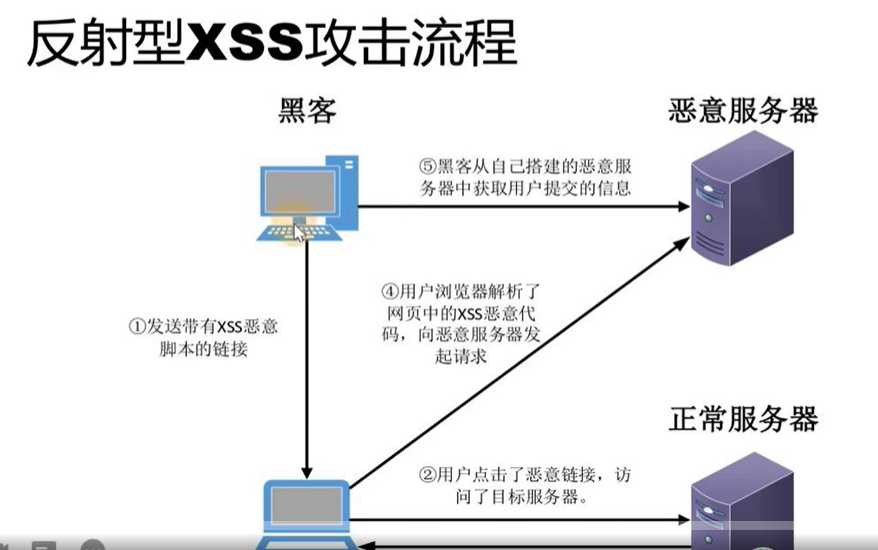 反射型XSS攻击流程
黑客
恶意服务器
⑤黑客从自己搭建的恶意服
务器中获取用户提交的信息
④用户浏览器解析了
网页中的XSS恶意代
码，向恶意服务器发
起请求
①发送带有XSS恶意
脚本的链接
正常服务器
②用户点击了恶意链接，访
问了目标服务器。